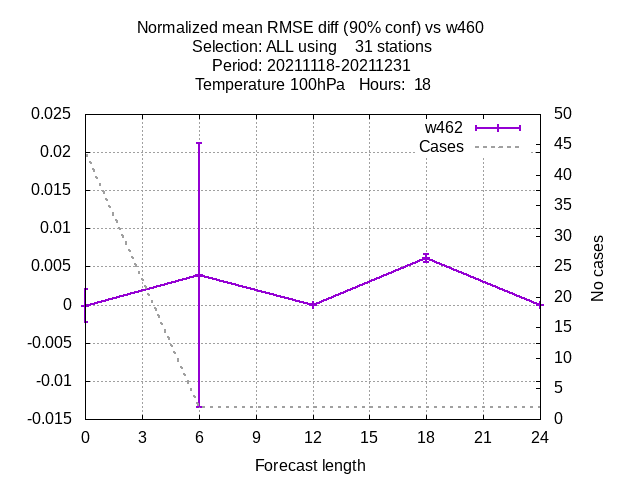 Normalized mean RMSE diff (90% conf) vs w460
Selection: ALL using    31 stations
Period: 20211118-20211231
Temperature 100hPa   Hours:  18
0.025
0.02
0.015
0.01
0.005
0
-0.005
-0.01
-0.015
w462
Cases
50
45
40
35
30
25
20
15
10
5
0
No cases
0 3 6 9 12 15 18 21 24
Forecast length